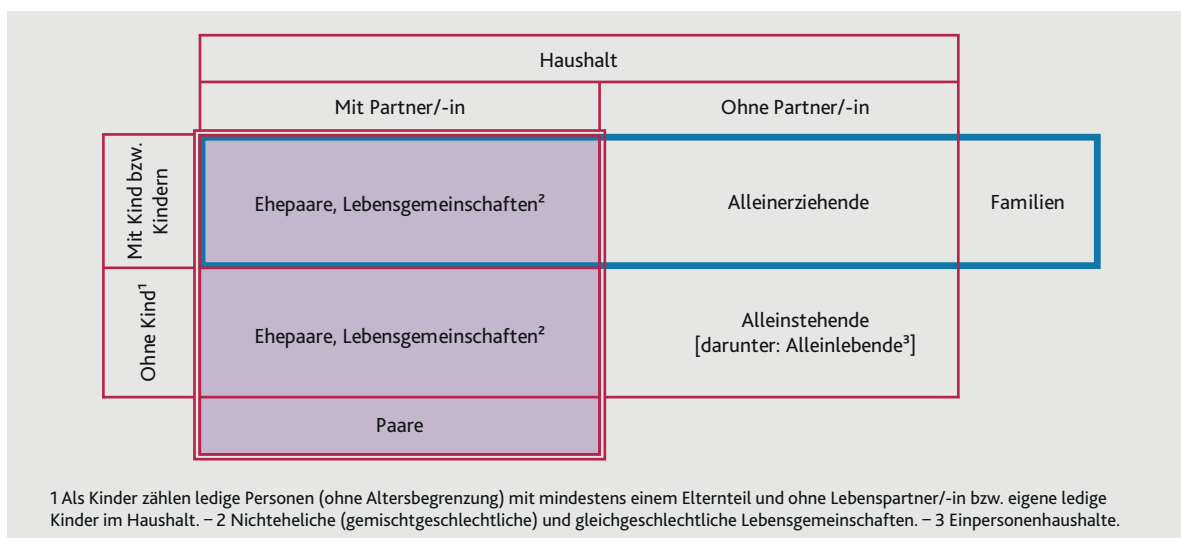 Haushalt
Mit Partner/-in
Ohne Partner/-in
Mit Kind bzw.
Kindern
Ehepaare, Lebensgemeinschaften²
Alleinerziehende
Familien
Ohne Kind¹
Ehepaare, Lebensgemeinschaften²
Alleinstehende
[darunter: Alleinlebende³]
Paare
1 Als Kinder zählen ledige Personen (ohne Altersbegrenzung) mit mindestens einem Elternteil und ohne Lebenspartner/-in bzw. eigene ledige
Kinder im Haushalt. – 2 Nichteheliche (gemischtgeschlechtliche) und gleichgeschlechtliche Lebensgemeinschaften. – 3 Einpersonenhaushalte.